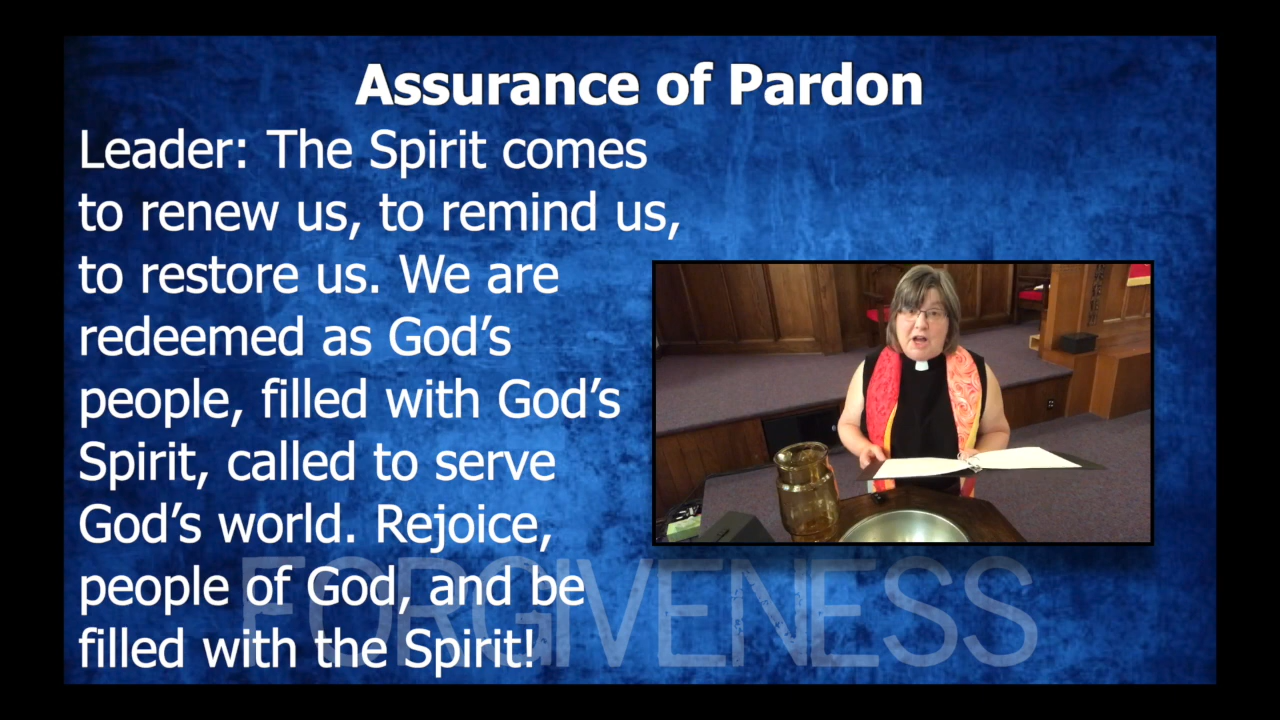 Assurance of Pardon
Leader: The Spirit comes
to renew us, to remind us,
to restore us. We are
redeemed as God’s
people, filled with God’s
Spirit, called to serve
God’s world. Rejoice,
people of God, and be
filled with the Spirit!
FORGIVENESS